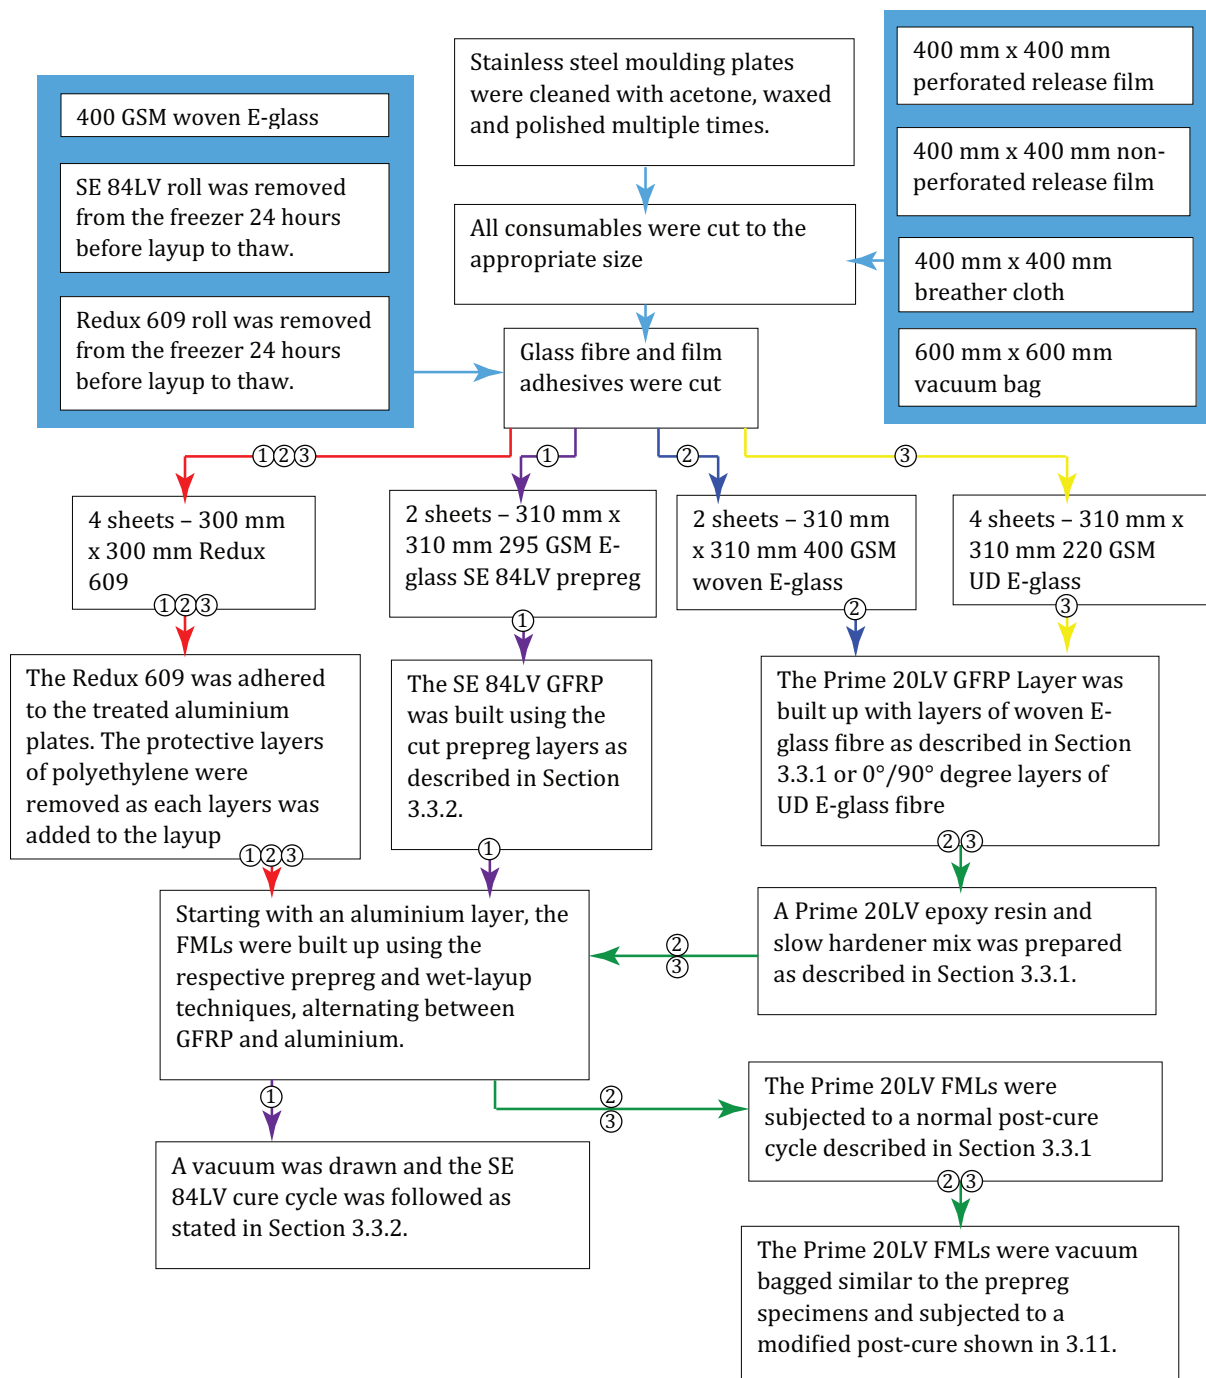 Stainless steel moulding plates
were cleaned with acetone, waxed
and polished multiple times.
400 GSM woven E-glass
SE 84LV roll was removed
from the freezer 24 hours
before layup to thaw.
Redux 609 roll was removed
from the freezer 24 hours
before layup to thaw.
400 mm x 400 mm
perforated release film
400 mm x 400 mm non-
perforated release film
400 mm x 400 mm
breather cloth
600 mm x 600 mm
vacuum bag
All consumables were cut to the
appropriate size
Glass fibre and film
adhesives were cut
①②③
①
②
③
4 sheets – 300 mm
x 300 mm Redux
609
2 sheets – 310 mm x
310 mm 295 GSM E-
glass SE 84LV prepreg
2 sheets – 310 mm
x 310 mm 400 GSM
woven E-glass
4 sheets – 310 mm x
310 mm 220 GSM
UD E-glass
①②③
①
②
③
The Redux 609 was adhered
to the treated aluminium
plates. The protective layers
of polyethylene were
removed as each layers was
added to the layup
The SE 84LV GFRP
was built using the
cut prepreg layers as
described in Section
3.3.2.
The Prime 20LV GFRP Layer was
built up with layers of woven E-
glass fibre as described in Section
3.3.1 or 0°/90° degree layers of
UD E-glass fibre
①②③
①
②③
Starting with an aluminium layer, the
FMLs were built up using the
respective prepreg and wet-layup
techniques, alternating between
GFRP and aluminium.
②
③
A Prime 20LV epoxy resin and
slow hardener mix was prepared
as described in Section 3.3.1.
①
②
③
A vacuum was drawn and the SE
84LV cure cycle was followed as
stated in Section 3.3.2.
The Prime 20LV FMLs were
subjected to a normal post-cure
cycle described in Section 3.3.1
②③
The Prime 20LV FMLs were vacuum
bagged similar to the prepreg
specimens and subjected to a
modified post-cure shown in 3.11.